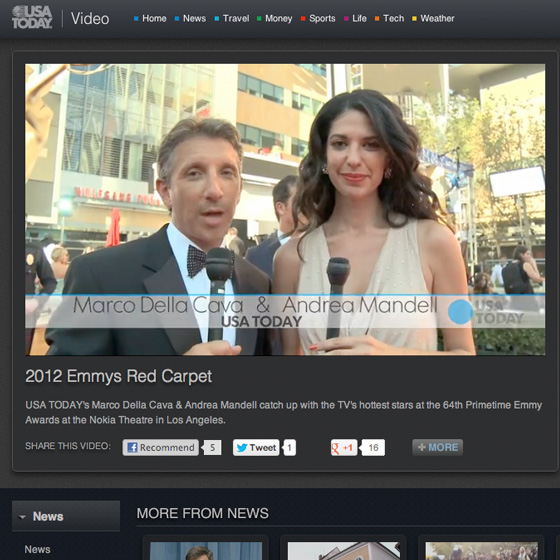 USA TODAY. Video Home News Travel Money Sports Life Tech Weather
WOLFGANG
Marco Della Cava & Andrea Mandell
USA TODAY
USA TODAY
2012 Emmys Red Carpet
USA TODAY's Marco Della Cava & Andrea Mandell catch up with the TV's hottest stars at the 64th Primetime Emmy
Awards at the Nokia Theatre in Los Angeles.
SHARE THIS VIDEO: Recommend 5 Tweet 1 +1 16 + MORE
News MORE FROM NEWS
News